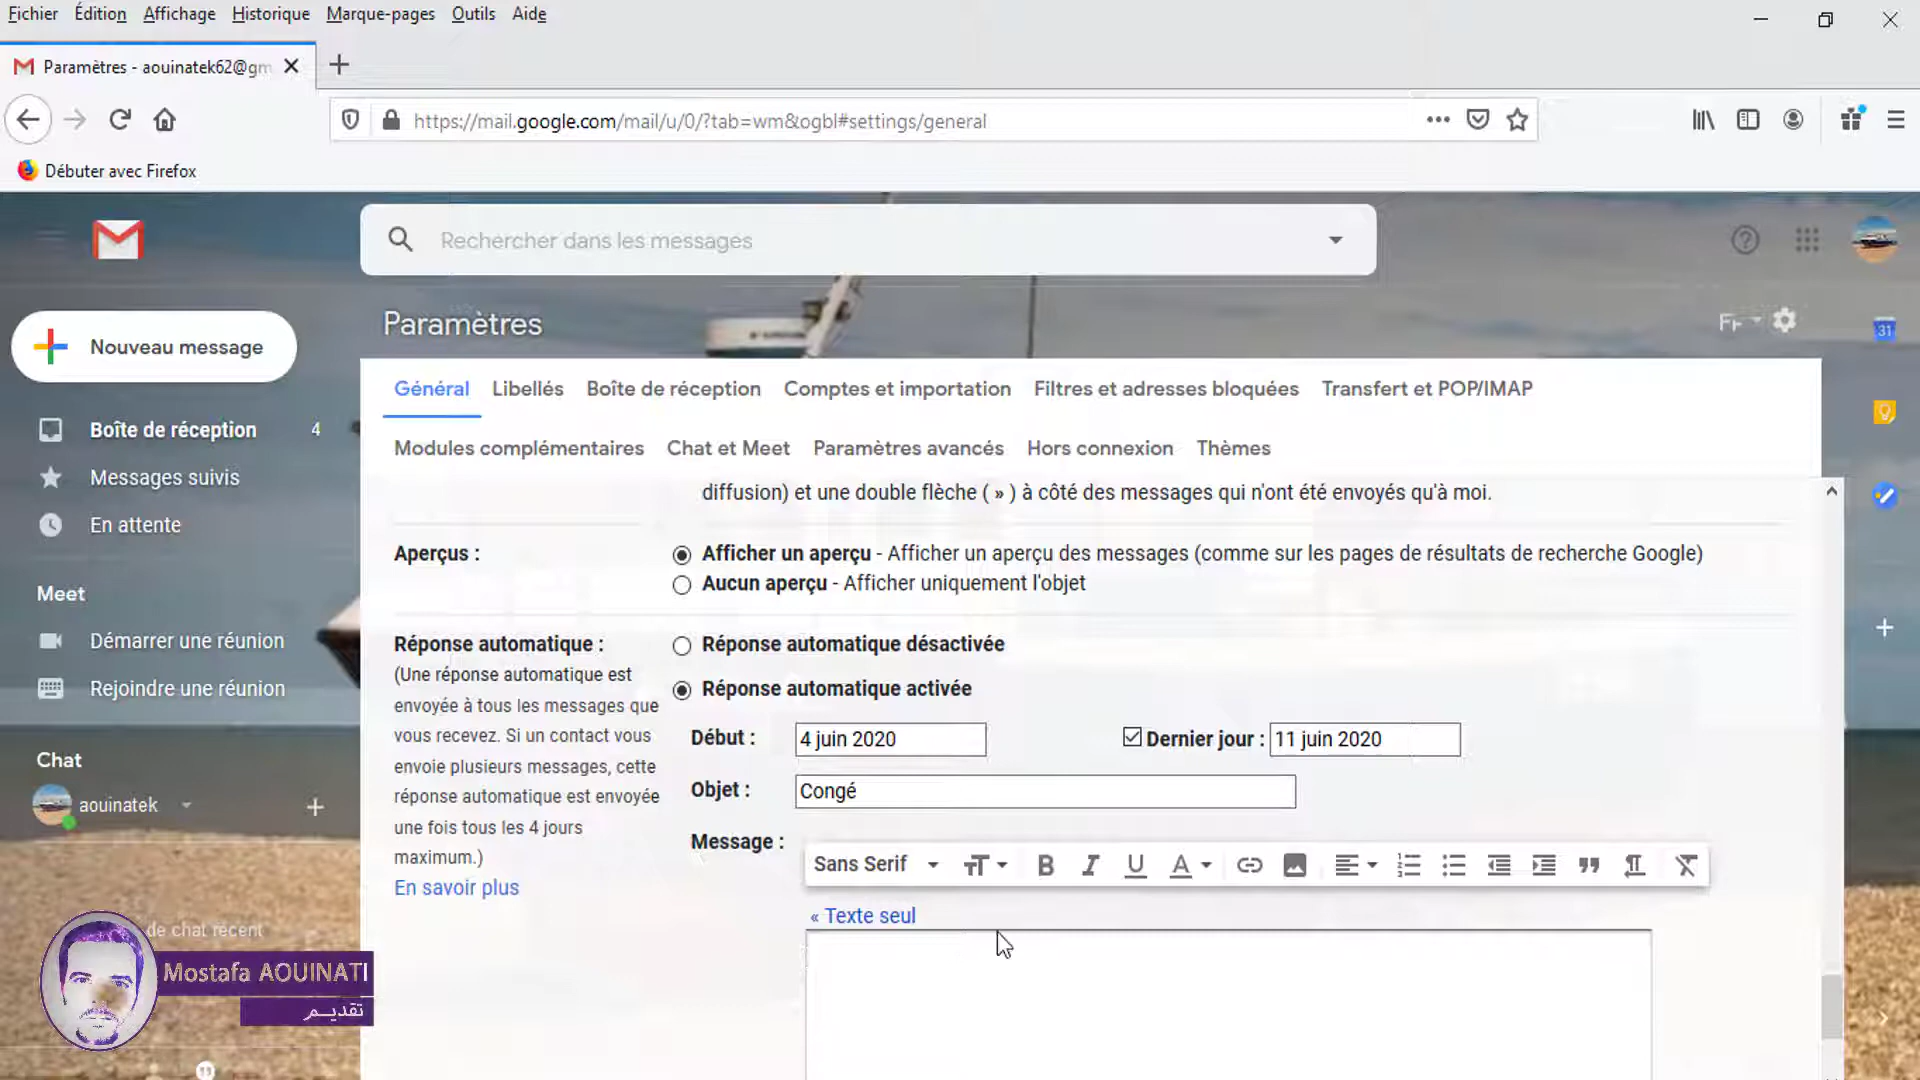 Fichier Édition Affichage Historique Marque-pages Outils Aide
Paramètres - aouinatek62@gm
https://mail.google.com/mail/u/0/?tab=wm&ogbl#settings/general
Débuter avec Firefox
Rechercher dans les messages
Paramètres
Nouveau message
Général Libellés Boîte de réception Comptes et importation Filtres et adresses bloquées Transfert et POP/IMAP
Modules complémentaires Chat et Meet Paramètres avancés Hors connexion Thèmes
Boîte de réception 4
Messages suivis
En attente
Meet
Démarrer une réunion
Rejoindre une réunion
Chat
aouinatek
de chat récent
31
diffusion) et une double flèche ( » ) à côté des messages qui n'ont été envoyés qu'à moi.
Aperçus :
Afficher un aperçu - Afficher un aperçu des messages (comme sur les pages de résultats de recherche Google)
Aucun aperçu - Afficher uniquement l'objet
Réponse automatique :
(Une réponse automatique est
envoyée à tous les messages que
vous recevez. Si un contact vous
envoie plusieurs messages, cette
réponse automatique est envoyée
une fois tous les 4 jours
maximum.)
En savoir plus
Réponse automatique désactivée
Réponse automatique activée
Début : 4 juin 2020 Dernier jour : 11 juin 2020
Objet : Congé
Message :
Sans Serif
« Texte seul
Mostafa AOUINATI
تقديم